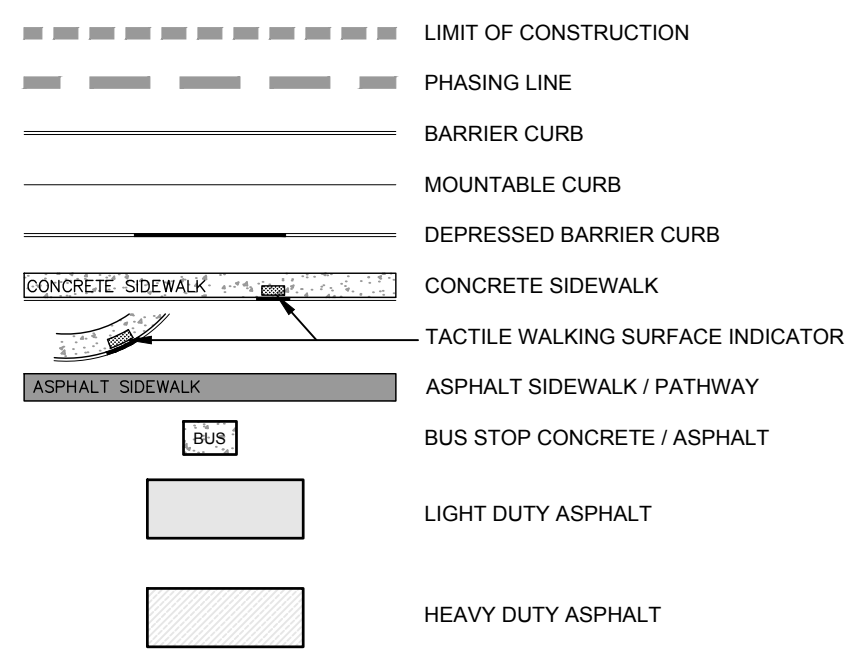 LIMIT OF CONSTRUCTION
PHASING LINE
BARRIER CURB
MOUNTABLE CURB
DEPRESSED BARRIER CURB
CONCRETE SIDEWALK CONCRETE SIDEWALK
TACTILE WALKING SURFACE INDICATOR
ASPHALT SIDEWALK ASPHALT SIDEWALK / PATHWAY
BUS BUS STOP CONCRETE / ASPHALT
LIGHT DUTY ASPHALT
HEAVY DUTY ASPHALT